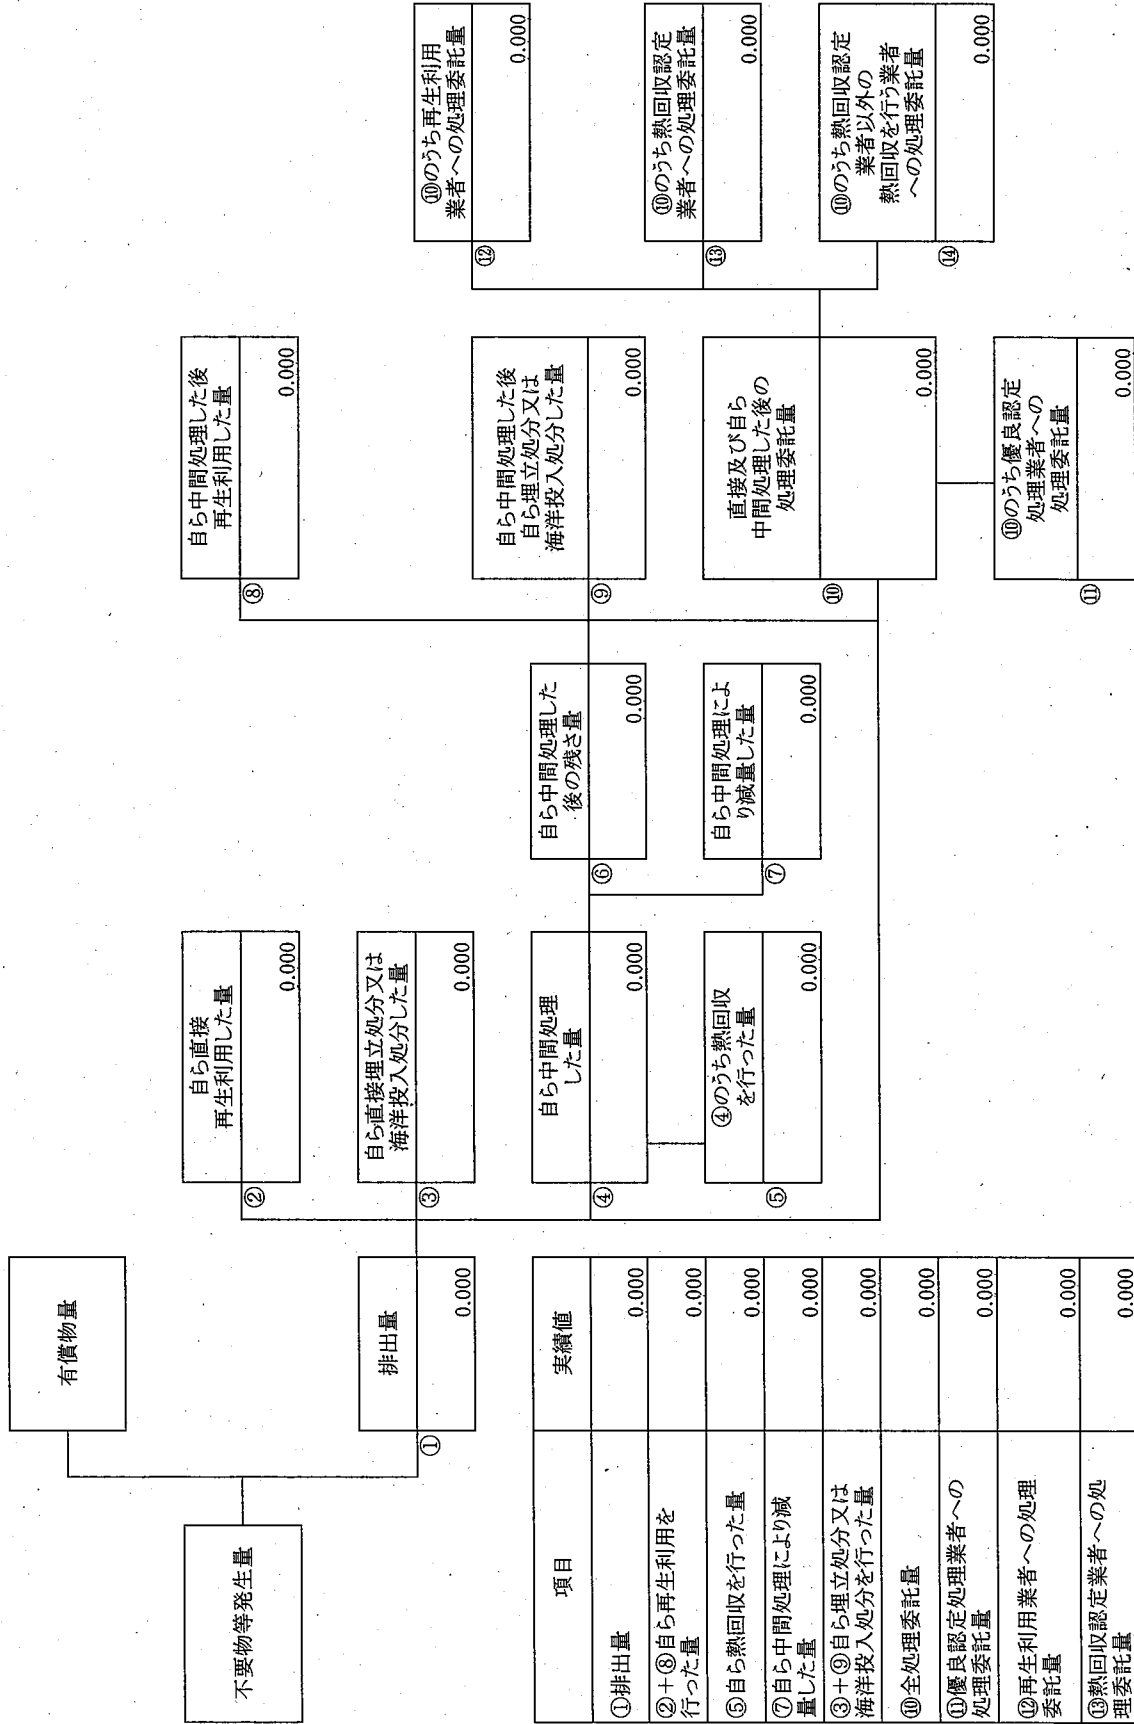 不要物等発生量
有償物量
①
排出量
0.000
②
自ら直接
再生利用した量
0.000
③
自ら直接埋立処分又は
海洋投入処分した量
0.000
④
自ら中間処理
した量
0.000
⑤
④のうち熱回収
を行った量
0.000
⑥
自ら中間処理した
後の残さ量
0.000
⑦
自ら中間処理によ
り減量した量
0.000
⑧
自ら中間処理した後
再生利用した量
0.000
⑨
自ら中間処理した後
自ら埋立処分又は
海洋投入処分した量
0.000
⑩
直接及び自ら
中間処理した後の
処理委託量
0.000
⑪
⑩のうち優良認定
処理業者への
処理委託量
0.000
⑫
⑩のうち再生利用
業者への処理委託量
0.000
⑬
⑩のうち熱回収認定
業者への処理委託量
0.000
⑭
⑩のうち熱回収認定
業者以外の
熱回収を行う業者
への処理委託量
0.000
項目 実績値
①排出量 0.000
②+⑧自ら再生利用を
行った量 0.000
⑤自ら熱回収を行った量 0.000
⑦自ら中間処理により減
量した量 0.000
③+⑨自ら埋立処分又は
海洋投入処分を行った量 0.000
⑩全処理委託量 0.000
⑪優良認定処理業者への
処理委託量 0.000
⑫再生利用業者への処理
委託量 0.000
⑬熱回収認定業者への処
理委託量 0.000